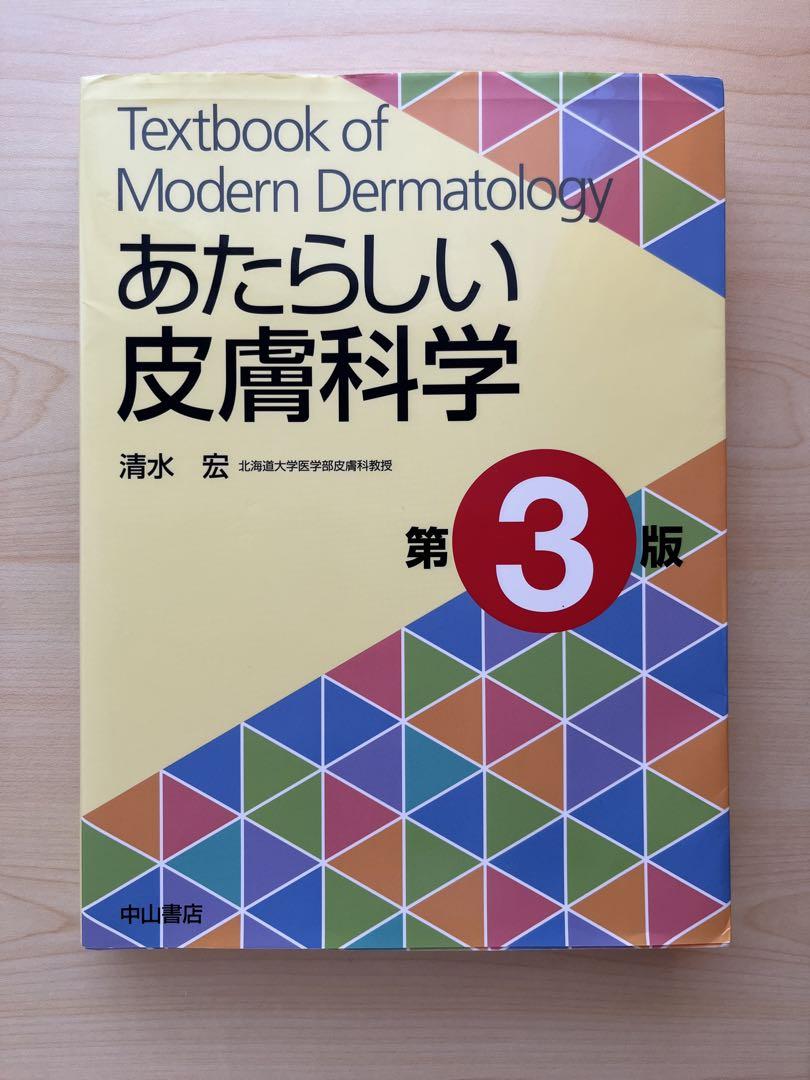 Textbook of
Modern Dermatology
あたらしい
皮膚科学
清水 宏 北海道大学医学部皮膚科教授
第3版
中山書店